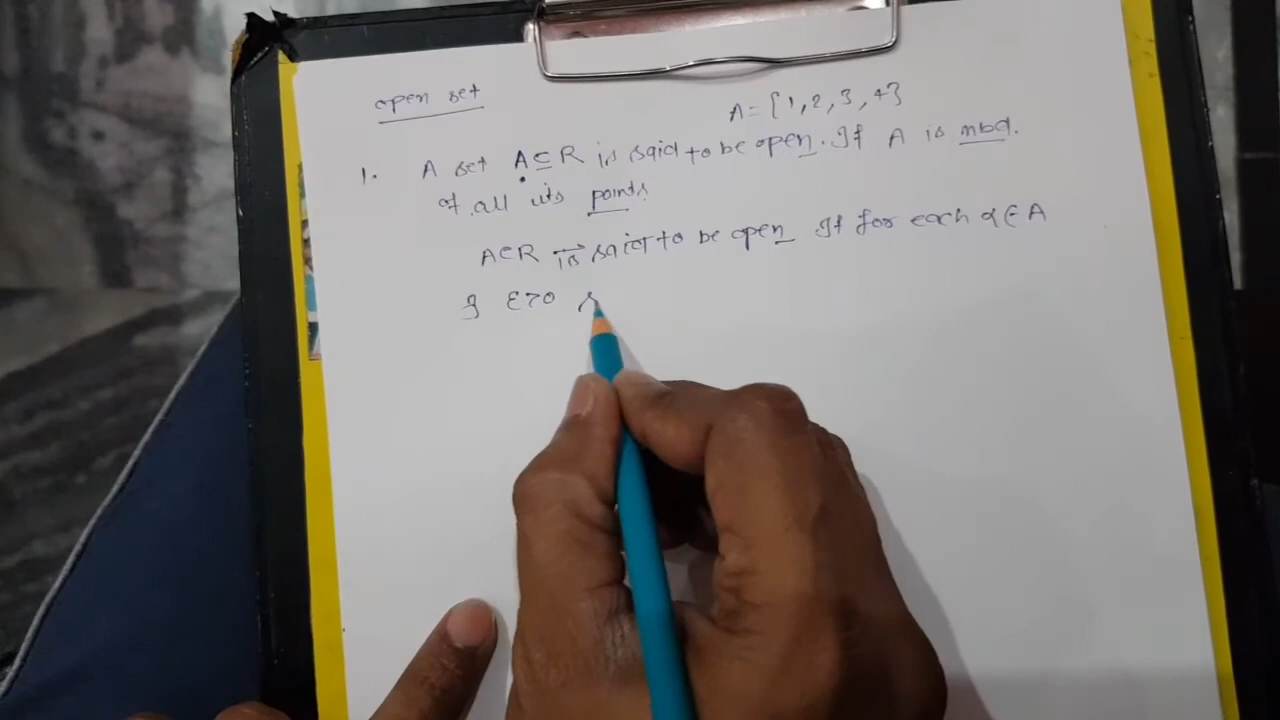 open set
A = {1, 2, 3, 4}
1. A set A ⊆ R is said to be open. If A is nbd.
of all its points.
A⊂R is said to be open If for each α ∈ A
∃ ε>0 s